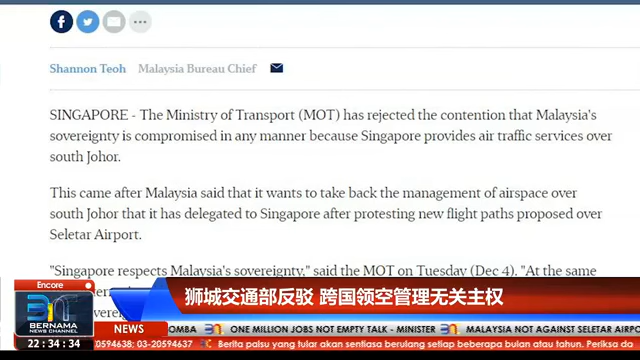 Shannon Teoh Malaysia Bureau Chief
SINGAPORE - The Ministry of Transport (MOT) has rejected the contention that Malaysia's
sovereignty is compromised in any manner because Singapore provides air traffic services over
south Johor.
This came after Malaysia said that it wants to take back the management of airspace over
south Johor that it has delegated to Singapore after protesting new flight paths proposed over
Seletar Airport.
"Singapore respects Malaysia's sovereignty," said the MOT on Tuesday (Dec 4). "At the same
Encore
狮城交通部反驳 跨国领空管理无关主权
BERNAMA
NEWS CHANNEL
NEWS
OMBA ONE MILLION JOBS NOT EMPTY TALK - MINISTER MALAYSIA NOT AGAINST SELETAR AIRP
22:34:34
20594638; 03-20594637 Berita palsu yang tular akan sentiasa berulang setiap beberapa bulan atau tahun. Periksa do